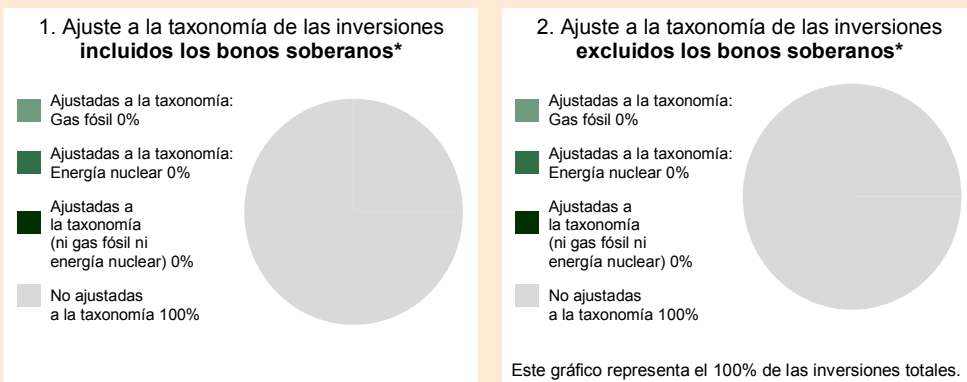 1. Ajuste a la taxonomía de las inversiones
incluidos los bonos soberanos*
Ajustadas a la taxonomía:
Gas fósil 0%
Ajustadas a la taxonomía:
Energía nuclear 0%
Ajustadas a
la taxonomía
(ni gas fósil ni
energía nuclear) 0%
No ajustadas
a la taxonomía 100%
2. Ajuste a la taxonomía de las inversiones
excluidos los bonos soberanos*
Ajustadas a la taxonomía:
Gas fósil 0%
Ajustadas a la taxonomía:
Energía nuclear 0%
Ajustadas a
la taxonomía
(ni gas fósil ni
energía nuclear) 0%
No ajustadas
a la taxonomía 100%
Este gráfico representa el 100% de las inversiones totales.